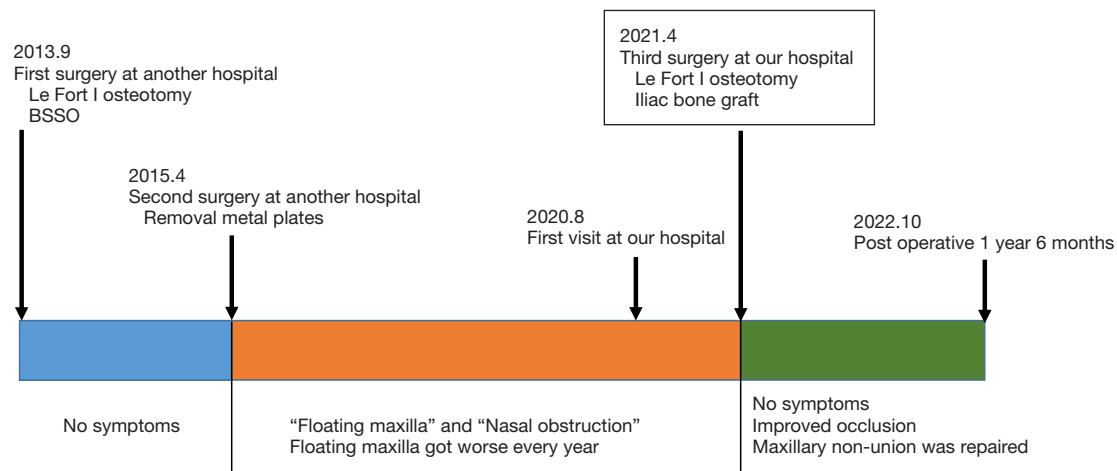 2013.9
First surgery at another hospital
Le Fort I osteotomy
BSSO
2015.4
Second surgery at another hospital
Removal metal plates
2020.8
First visit at our hospital
2021.4
Third surgery at our hospital
Le Fort I osteotomy
Iliac bone graft
2022.10
Post operative 1 year 6 months
No symptoms
“Floating maxilla” and “Nasal obstruction”
Floating maxilla got worse every year
No symptoms
Improved occlusion
Maxillary non-union was repaired